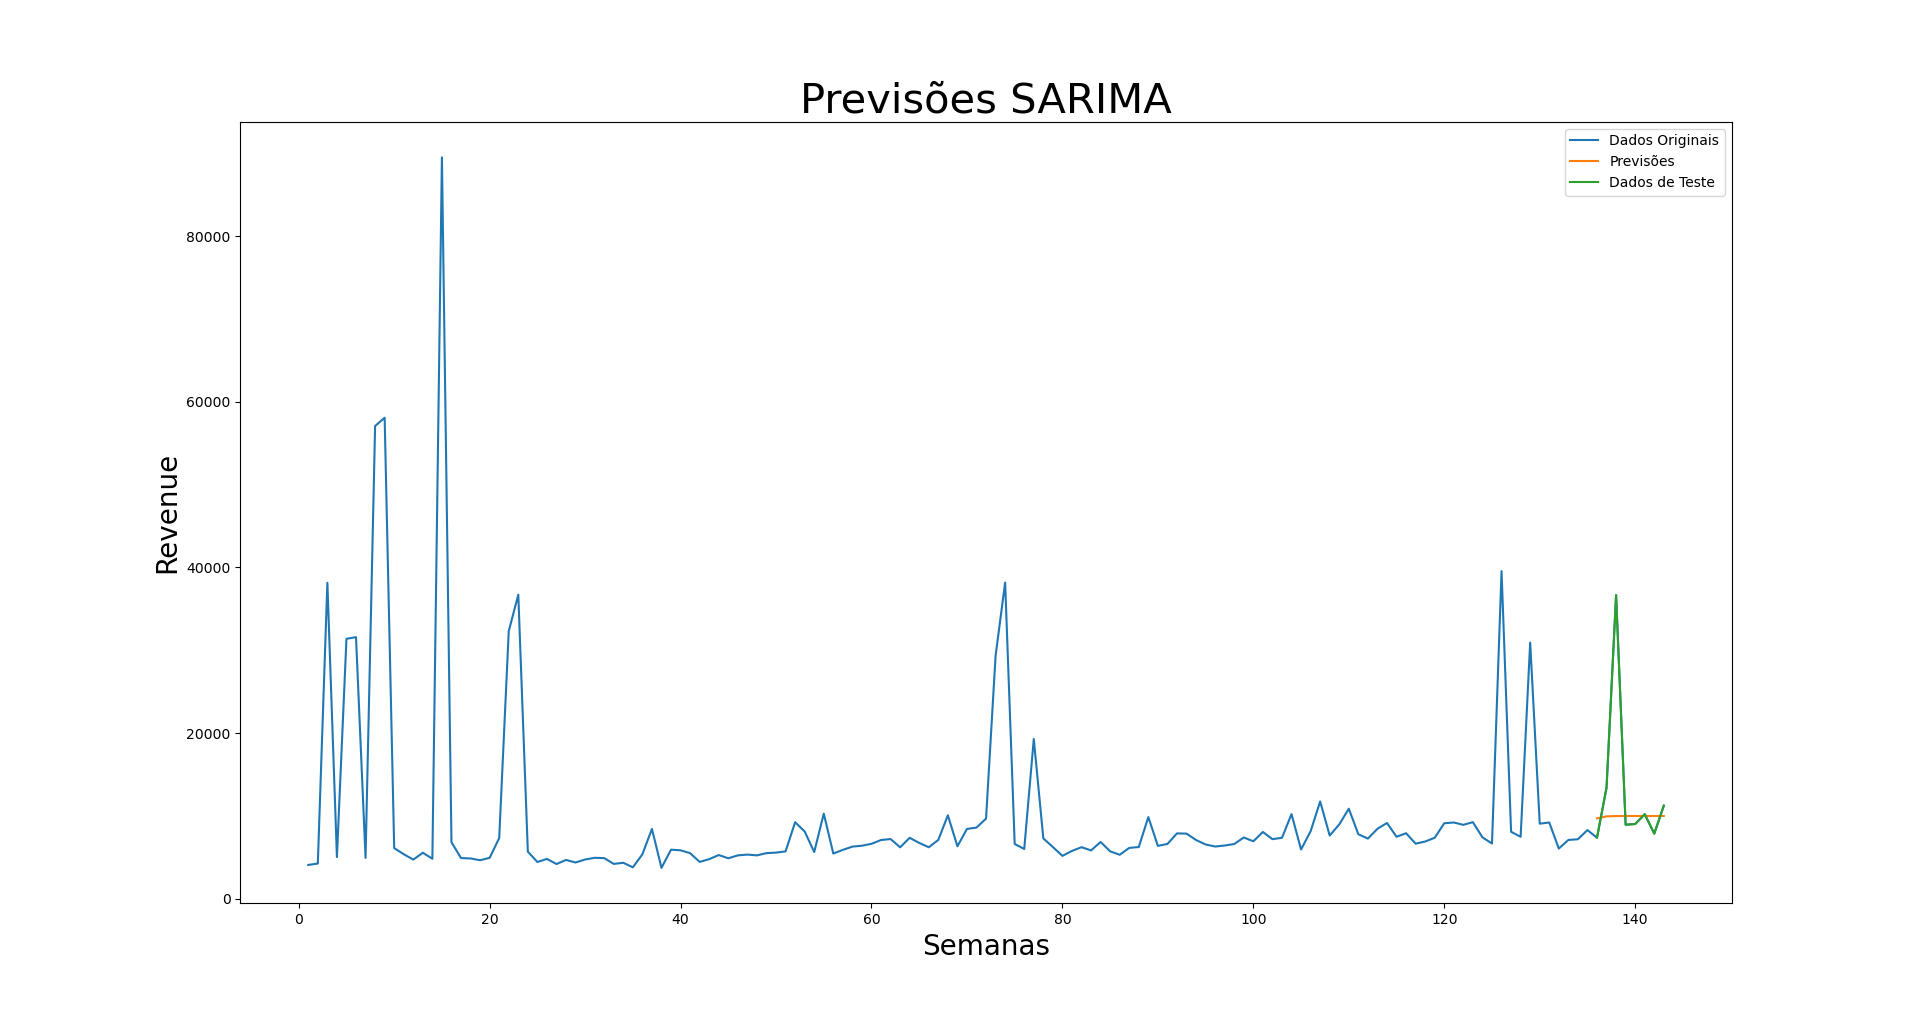 Previsões SARIMA
Dados Originais
Previsões
Dados de Teste
80000
60000
40000
20000
0
Revenue
0 20 40 60 80 100 120 140
Semanas